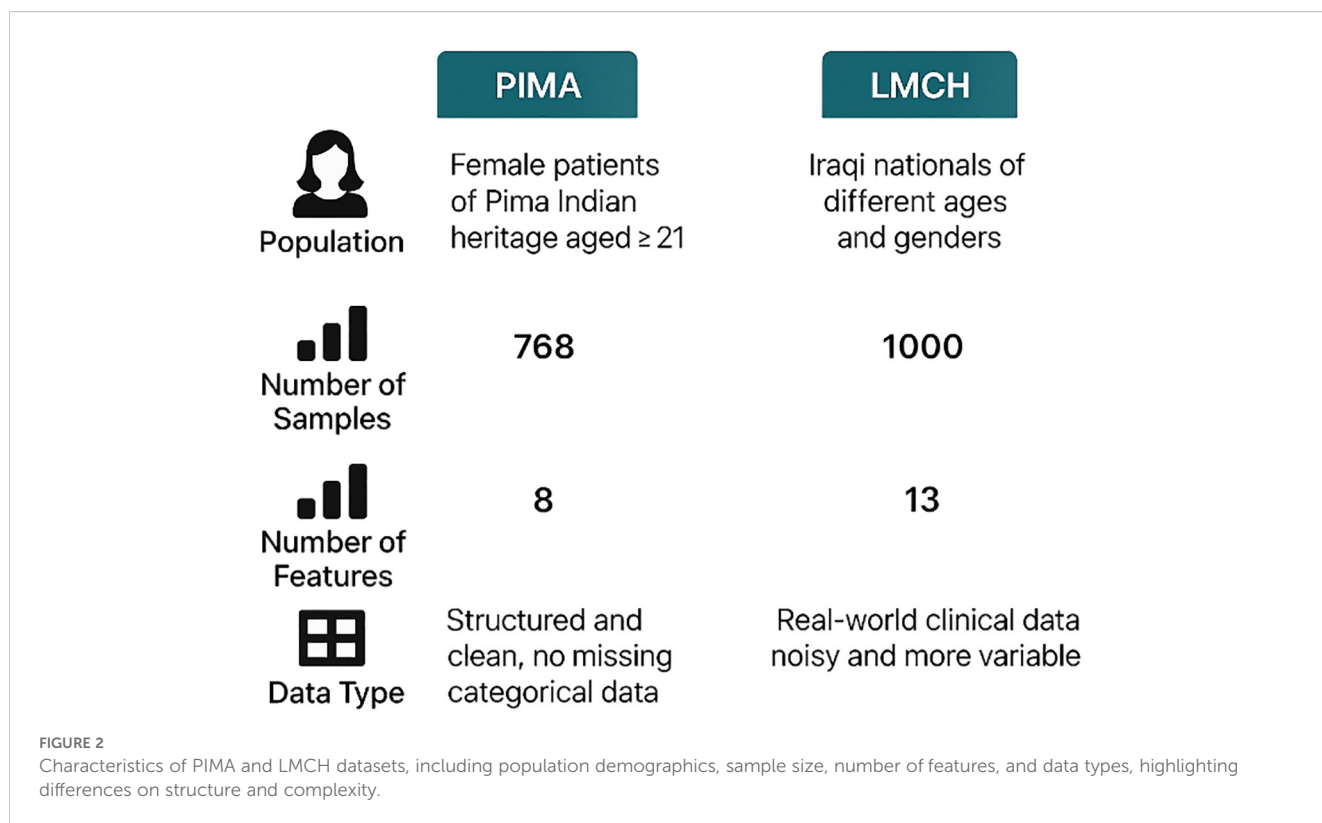 PIMA
LMCH
Population
Female patients
of Pima Indian
heritage aged ≥ 21
Iraqi nationals of
different ages
and genders
Number of
Samples
768
1000
Number of
Features
8
13
Data Type
Structured and
clean, no missing
categorical data
Real-world clinical data
noisy and more variable
FIGURE 2
Characteristics of PIMA and LMCH datasets, including population demographics, sample size, number of features, and data types, highlighting
differences on structure and complexity.